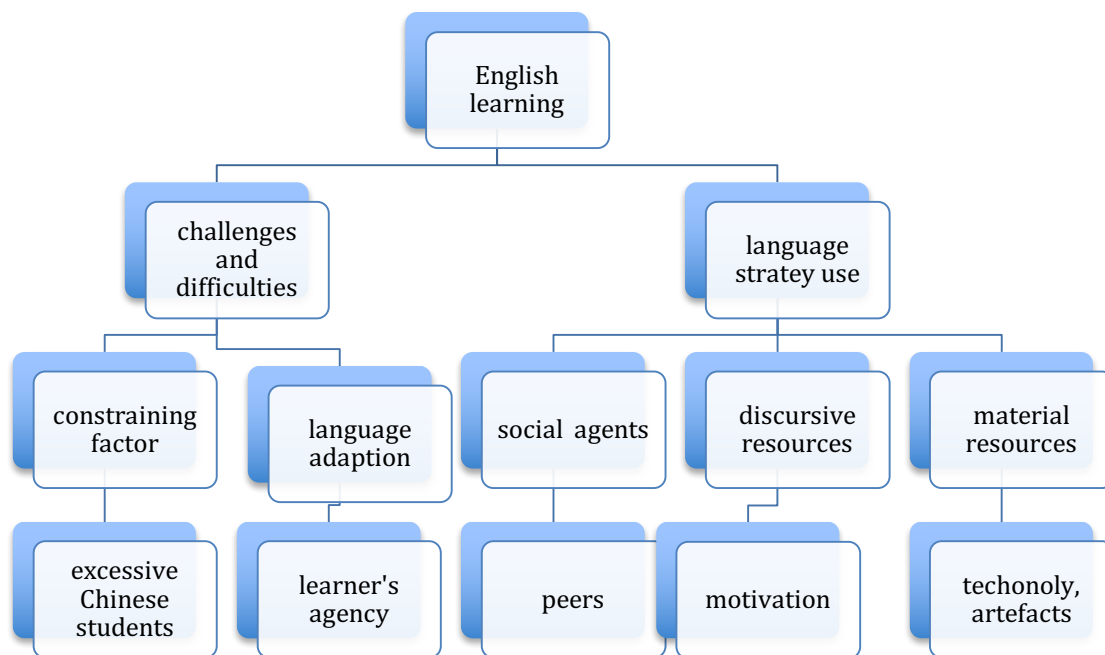 English
learning
challenges
and
difficulties
language
stratey use
constraining
factor
language
adaption
social agents
discursive
resources
material
resources
excessive
Chinese
students
learner's
agency
peers
motivation
techonoly,
artefacts